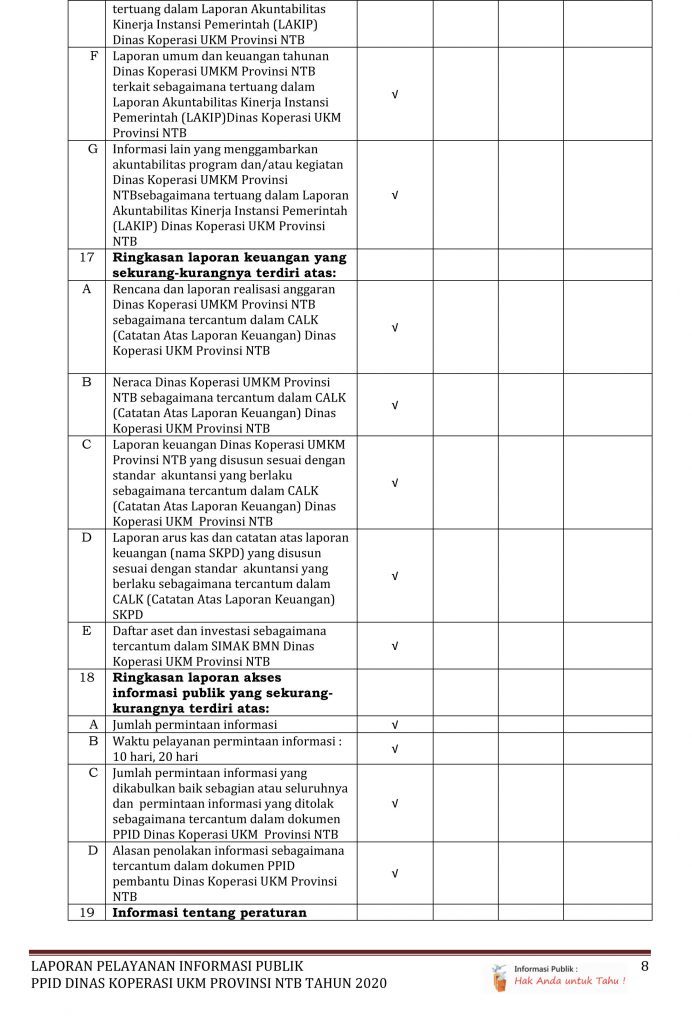 tertuang dalam Laporan Akuntabilitas
Kinerja Instansi Pemerintah (LAKIP)
Dinas Koperasi UKM Provinsi NTB
F Laporan umum dan keuangan tahunan
Dinas Koperasi UMKM Provinsi NTB
terkait sebagaimana tertuang dalam
Laporan Akuntabilitas Kinerja Instansi
Pemerintah (LAKIP)Dinas Koperasi UKM
Provinsi NTB
√
G Informasi lain yang menggambarkan
akuntabilitas program dan/atau kegiatan
Dinas Koperasi UMKM Provinsi
NTBsebagaimana tertuang dalam Laporan
Akuntabilitas Kinerja Instansi Pemerintah
(LAKIP) Dinas Koperasi UKM Provinsi
NTB
√
17 Ringkasan laporan keuangan yang
sekurang-kurangnya terdiri atas:
A Rencana dan laporan realisasi anggaran
Dinas Koperasi UMKM Provinsi NTB
sebagaimana tercantum dalam CALK
(Catatan Atas Laporan Keuangan) Dinas
Koperasi UKM Provinsi NTB
√
B Neraca Dinas Koperasi UMKM Provinsi
NTB sebagaimana tercantum dalam CALK
(Catatan Atas Laporan Keuangan) Dinas
Koperasi UKM Provinsi NTB
√
C Laporan keuangan Dinas Koperasi UMKM
Provinsi NTB yang disusun sesuai dengan
standar akuntansi yang berlaku
sebagaimana tercantum dalam CALK
(Catatan Atas Laporan Keuangan) Dinas
Koperasi UKM Provinsi NTB
√
D Laporan arus kas dan catatan atas laporan
keuangan (nama SKPD) yang disusun
sesuai dengan standar akuntansi yang
berlaku sebagaimana tercantum dalam
CALK (Catatan Atas Laporan Keuangan)
SKPD
√
E Daftar aset dan investasi sebagaimana
tercantum dalam SIMAK BMN Dinas
Koperasi UKM Provinsi NTB
√
18 Ringkasan laporan akses
informasi publik yang sekurang-
kurangnya terdiri atas:
A Jumlah permintaan informasi √
B Waktu pelayanan permintaan informasi :
10 hari, 20 hari
√
C Jumlah permintaan informasi yang
dikabulkan baik sebagian atau seluruhnya
dan permintaan informasi yang ditolak
sebagaimana tercantum dalam dokumen
PPID Dinas Koperasi UKM Provinsi NTB
√
D Alasan penolakan informasi sebagaimana
tercantum dalam dokumen PPID
pembantu Dinas Koperasi UKM Provinsi
NTB
√
19 Informasi tentang peraturan
LAPORAN PELAYANAN INFORMASI PUBLIK
PPID DINAS KOPERASI UKM PROVINSI NTB TAHUN 2020
Informasi Publik :
Hak Anda untuk Tahu !
8